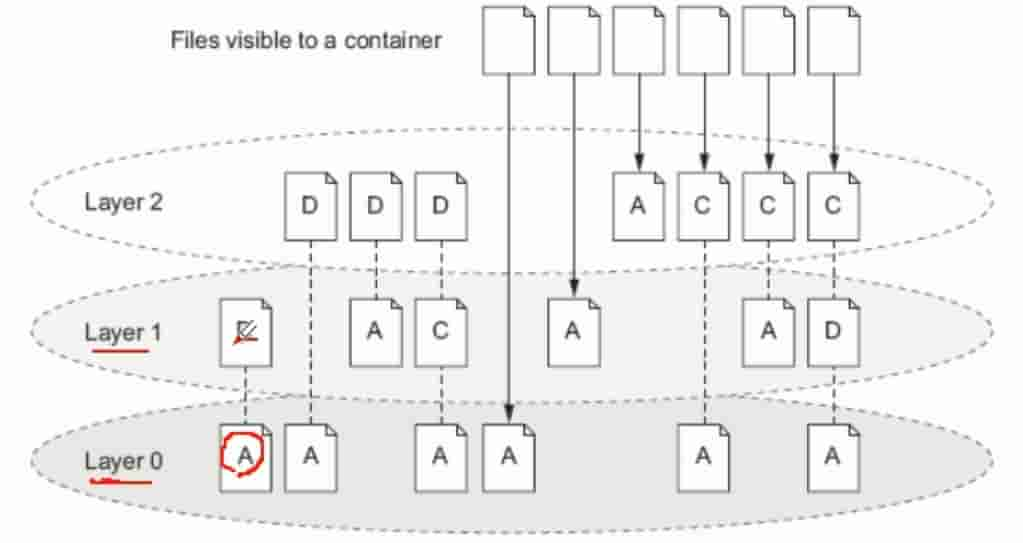 Files visible to a container
Layer 2
D D D A C C C
Layer 1
A C A A D
Layer 0
A A A A A A